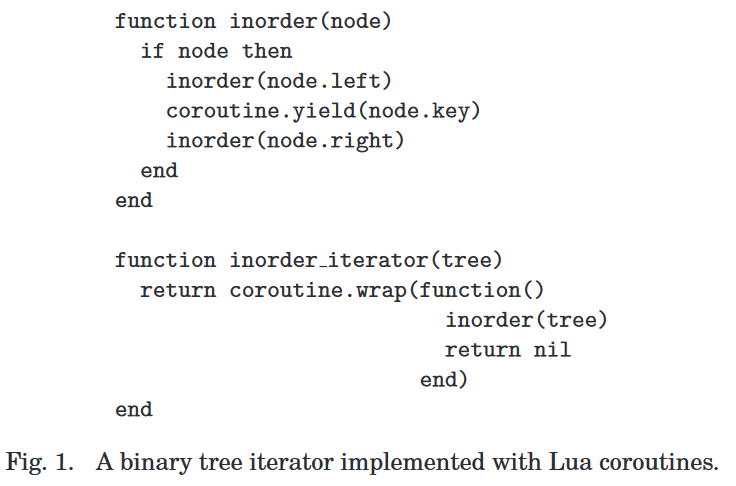 function inorder(node)
if node then
inorder(node.left)
coroutine.yield(node.key)
inorder(node.right)
end
end
function inorder_iterator(tree)
return coroutine.wrap(function()
inorder(tree)
return nil
end)
end
Fig. 1. A binary tree iterator implemented with Lua coroutines.